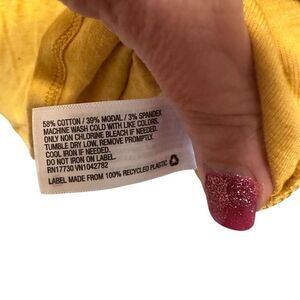 58% COTTON / 39% MODAL / 3% SPANDEX
MACHINE WASH COLD WITH LIKE COLORS.
ONLY NON CHLORINE BLEACH IF NEEDED.
TUMBLE DRY LOW. REMOVE PROMPTLY.
COOL IRON IF NEEDED.
DO NOT IRON ON LABEL.
RN17730 VN1042782
LABEL MADE FROM 100% RECYCLED PLASTIC